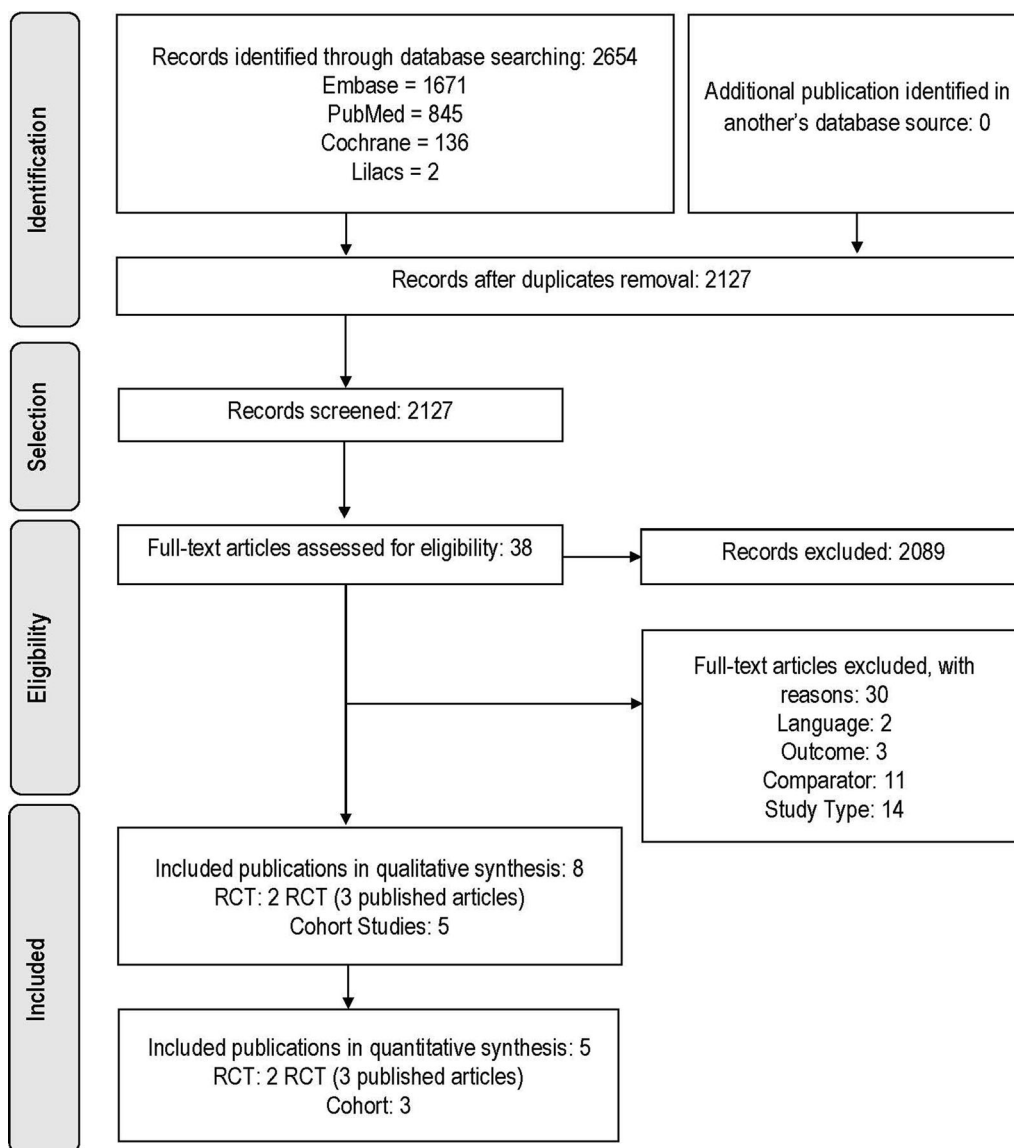 Identification
Records identified through database searching: 2654
Embase = 1671
PubMed = 845
Cochrane = 136
Lilacs = 2
Additional publication identified in
another's database source: 0
Records after duplicates removal: 2127
Selection
Records screened: 2127
Eligibility
Full-text articles assessed for eligibility: 38
Records excluded: 2089
Full-text articles excluded, with
reasons: 30
Language: 2
Outcome: 3
Comparator: 11
Study Type: 14
Included
Included publications in qualitative synthesis: 8
RCT: 2 RCT (3 published articles)
Cohort Studies: 5
Included publications in quantitative synthesis: 5
RCT: 2 RCT (3 published articles)
Cohort: 3